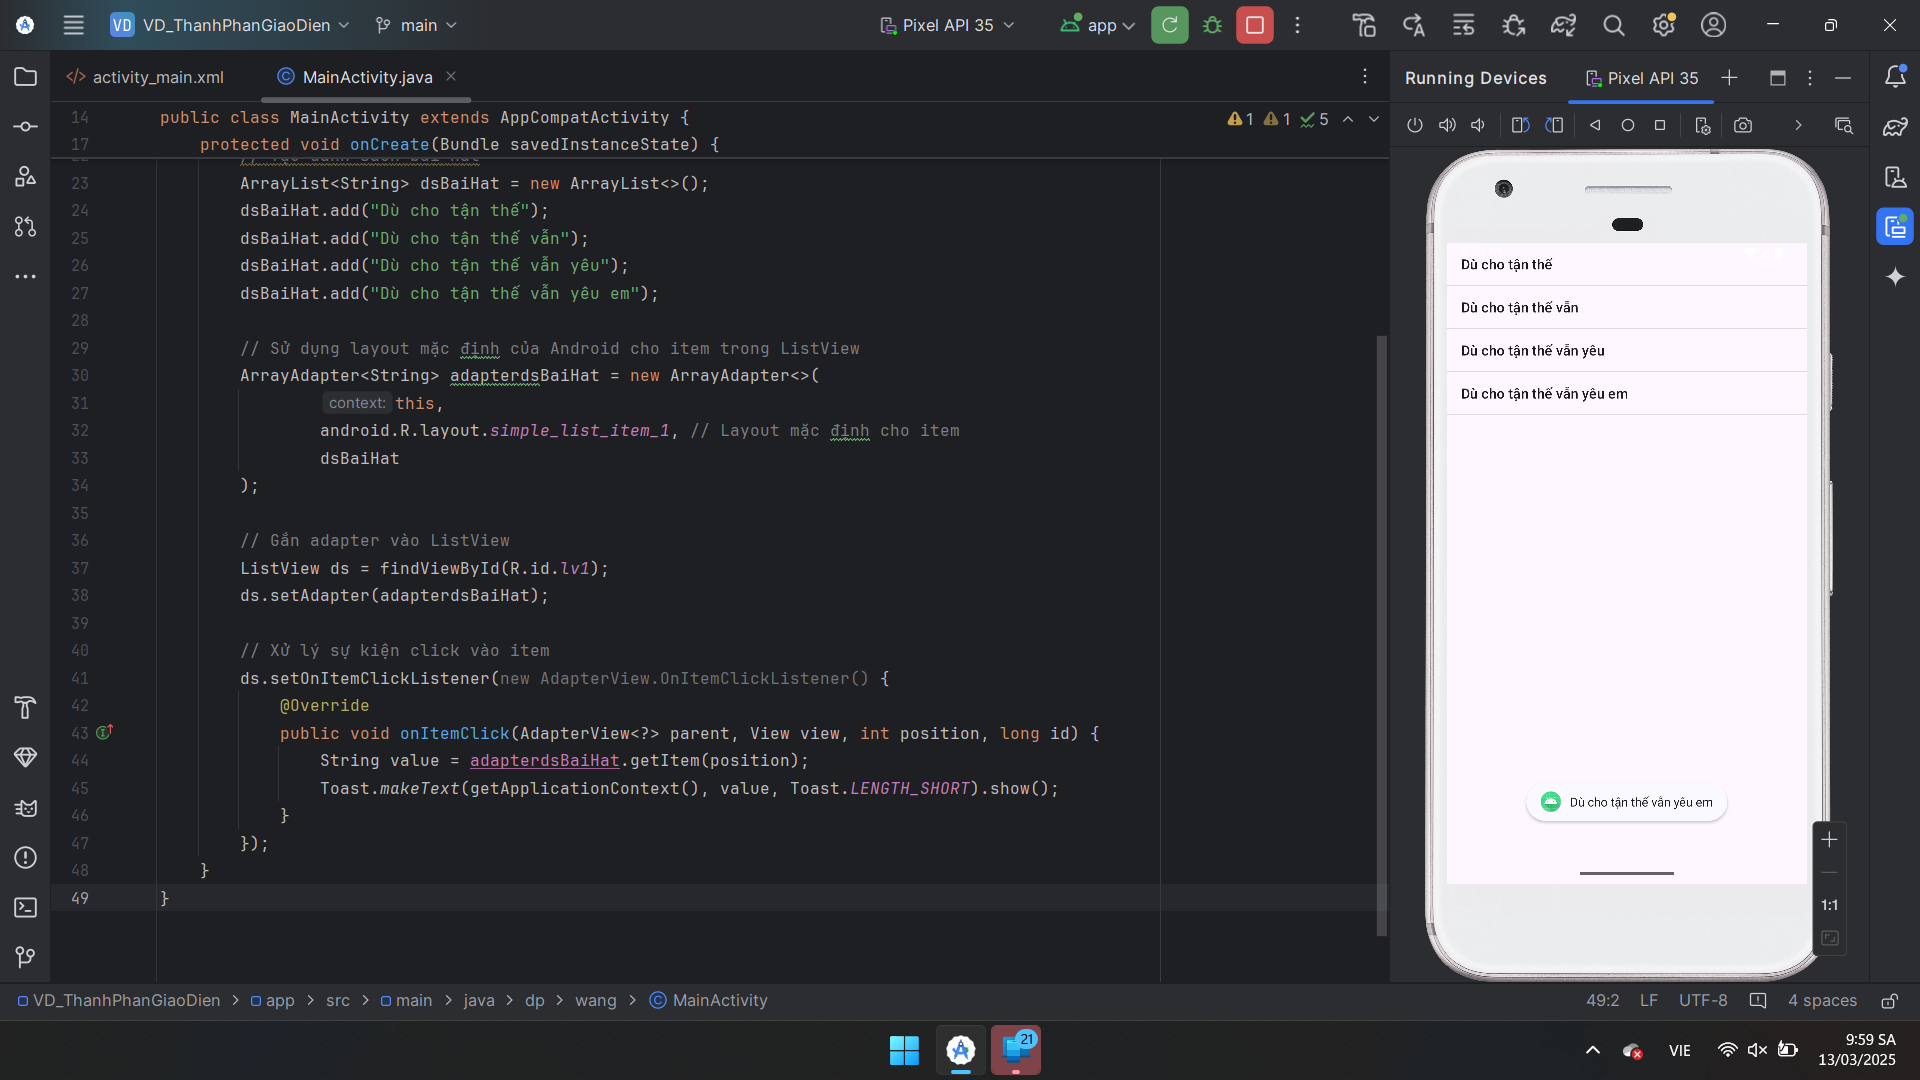 VD VD_ThanhPhanGiaoDien main Pixel API 35 app
activity_main.xml MainActivity.java Running Devices Pixel API 35
14 public class MainActivity extends AppCompatActivity { 1 1 5
17 protected void onCreate(Bundle savedInstanceState) {
23 ArrayList<String> dsBaiHat = new ArrayList<>();
24 dsBaiHat.add("Dù cho tận thế");
25 dsBaiHat.add("Dù cho tận thế vẫn");
26 dsBaiHat.add("Dù cho tận thế vẫn yêu");
27 dsBaiHat.add("Dù cho tận thế vẫn yêu em");
28
29 // Sử dụng layout mặc định của Android cho item trong ListView
30 ArrayAdapter<String> adapterdsBaiHat = new ArrayAdapter<>(
31 context: this,
32 android.R.layout.simple_list_item_1, // Layout mặc định cho item
33 dsBaiHat
34 );
35
36 // Gắn adapter vào ListView
37 ListView ds = findViewById(R.id.lv1);
38 ds.setAdapter(adapterdsBaiHat);
39
40 // Xử lý sự kiện click vào item
41 ds.setOnItemClickListener(new AdapterView.OnItemClickListener() {
42 @Override
43 public void onItemClick(AdapterView<?> parent, View view, int position, long id) {
44 String value = adapterdsBaiHat.getItem(position);
45 Toast.makeText(getApplicationContext(), value, Toast.LENGTH_SHORT).show();
46 }
47 });
48 }
49 }
Dù cho tận thế
Dù cho tận thế vẫn
Dù cho tận thế vẫn yêu
Dù cho tận thế vẫn yêu em
Dù cho tận thế vẫn yêu em
1:1
VD_ThanhPhanGiaoDien > app > src > main > java > dp > wang > MainActivity 49:2 LF UTF-8 4 spaces
21
VIE
9:59 SA
13/03/2025